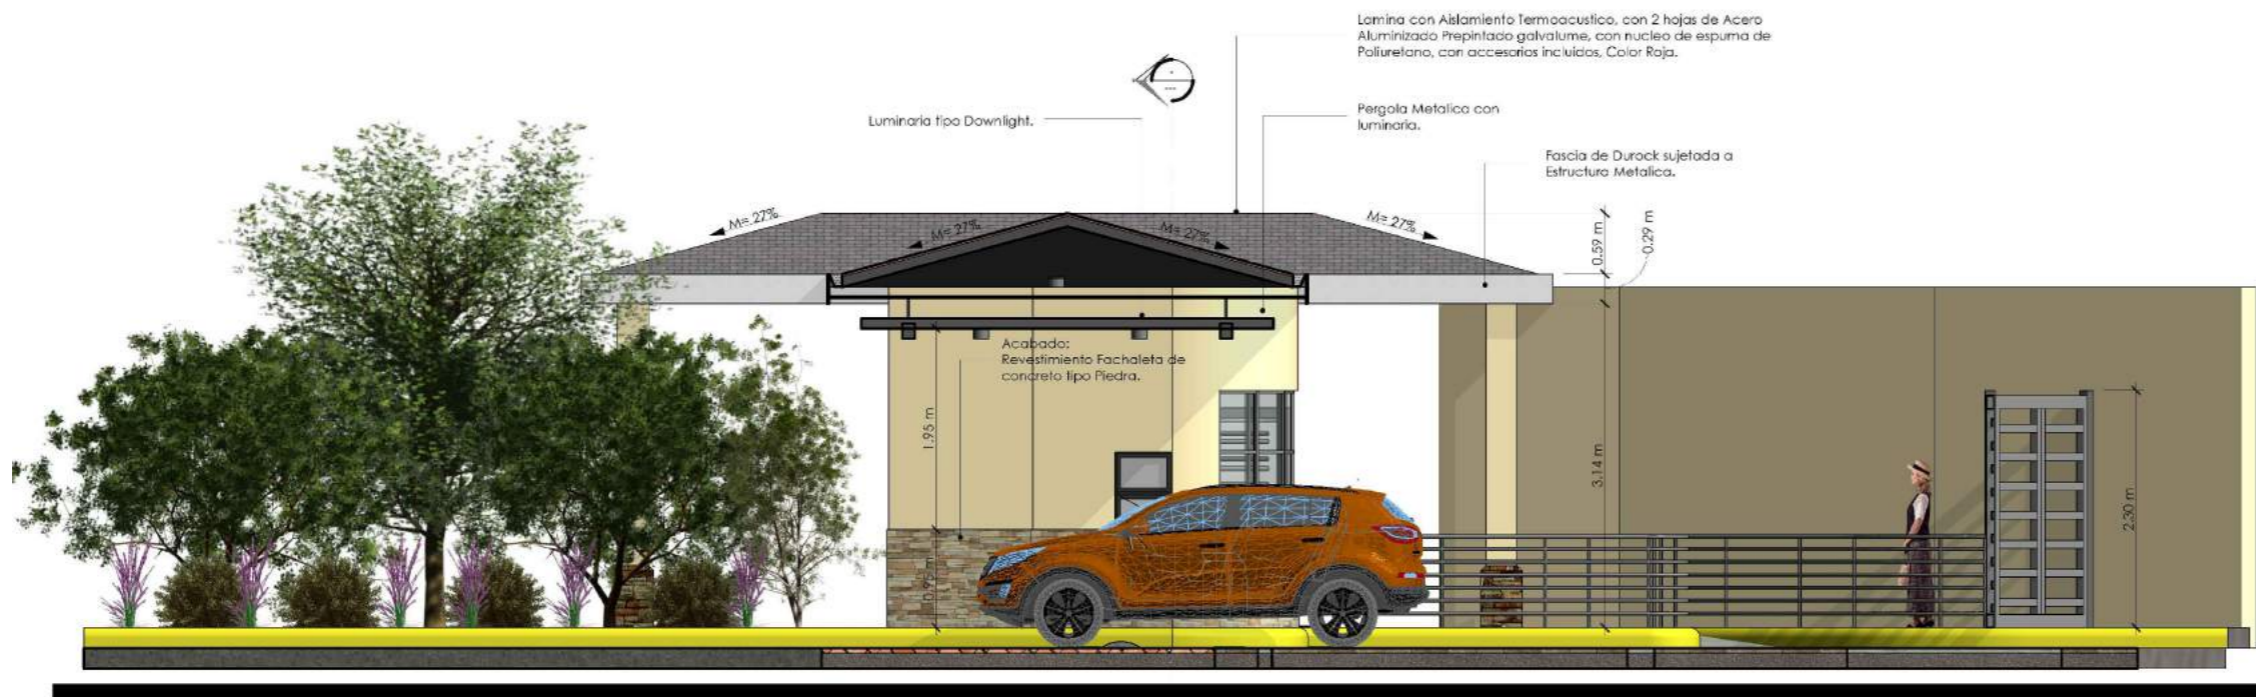 Lamina con Aislamiento Termoacustico, con 2 hojas de Acero
Aluminizado Prepintado galvalume, con nucleo de espuma de
Poliuretano, con accesorios incluidos, Color Roja.
Luminaria tipo Downlight.
Pergola Metalica con
luminaria.
Fascia de Durock sujetada a
Estructura Metalica.
M= 27%
M= 27%
M= 27%
M= 27%
0.59 m
0.29 m
Acabado:
Revestimiento Fachaleta de
concreto tipo Piedra.
1.95 m
3.14 m
2.30 m